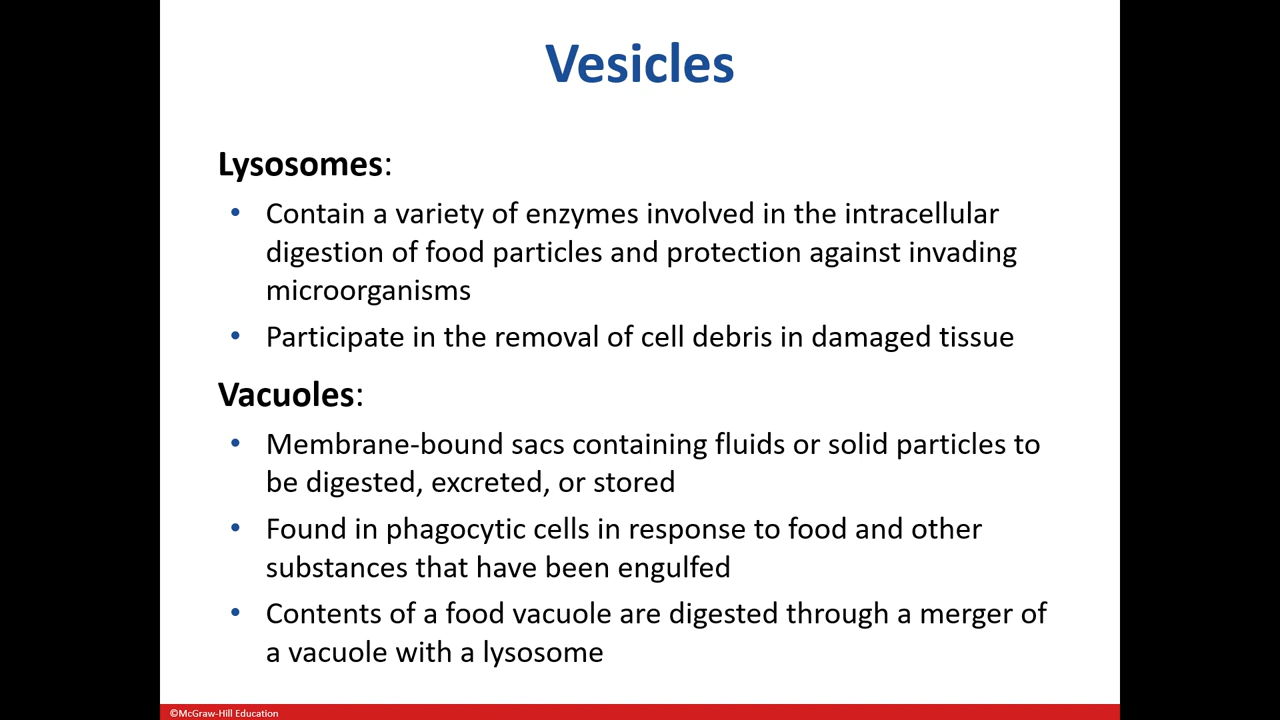 Vesicles
Lysosomes:
• Contain a variety of enzymes involved in the intracellular
digestion of food particles and protection against invading
microorganisms
• Participate in the removal of cell debris in damaged tissue
Vacuoles:
• Membrane-bound sacs containing fluids or solid particles to
be digested, excreted, or stored
• Found in phagocytic cells in response to food and other
substances that have been engulfed
• Contents of a food vacuole are digested through a merger of
a vacuole with a lysosome
©McGraw-Hill Education